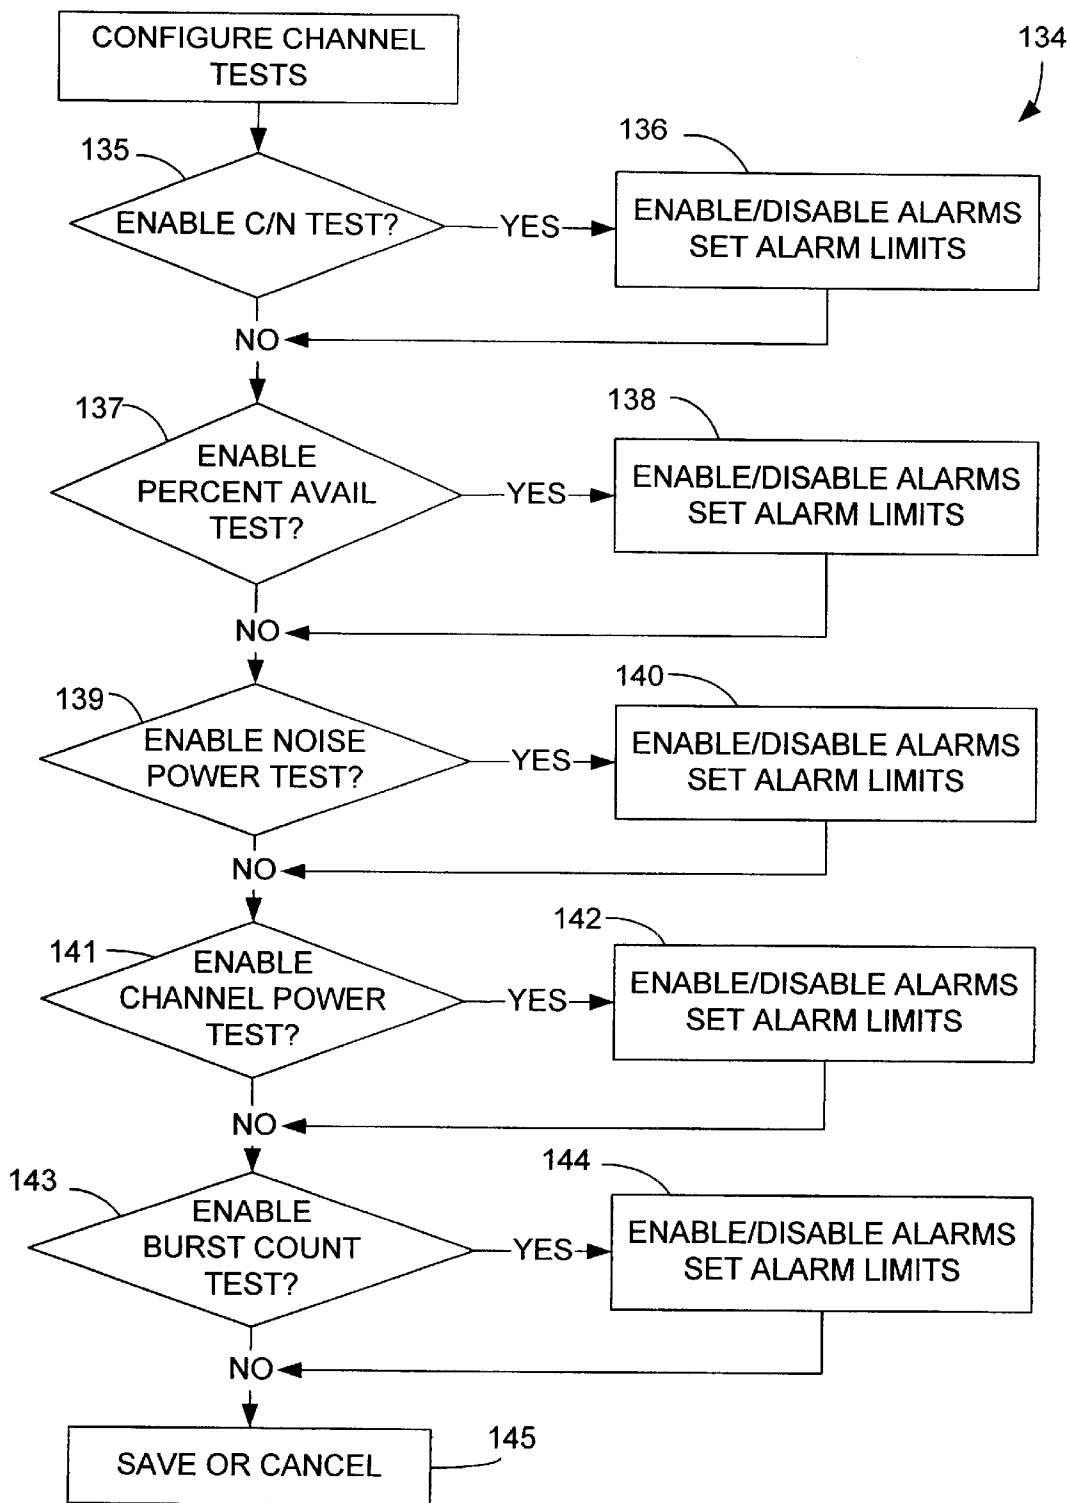 CONFIGURE CHANNEL
TESTS
134
135
ENABLE C/N TEST?
YES
136
ENABLE/DISABLE ALARMS
SET ALARM LIMITS
NO
137
ENABLE
PERCENT AVAIL
TEST?
YES
138
ENABLE/DISABLE ALARMS
SET ALARM LIMITS
NO
139
ENABLE NOISE
POWER TEST?
YES
140
ENABLE/DISABLE ALARMS
SET ALARM LIMITS
NO
141
ENABLE
CHANNEL POWER
TEST?
YES
142
ENABLE/DISABLE ALARMS
SET ALARM LIMITS
NO
143
ENABLE
BURST COUNT
TEST?
YES
144
ENABLE/DISABLE ALARMS
SET ALARM LIMITS
NO
SAVE OR CANCEL
145